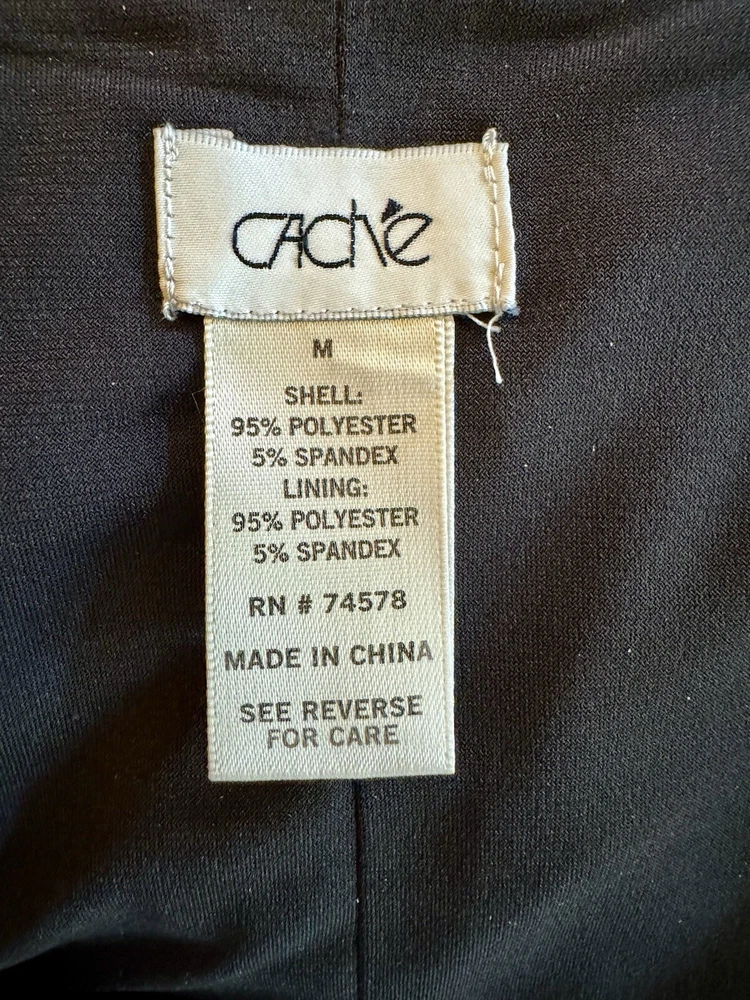 caché
M
SHELL:
95% POLYESTER
5% SPANDEX
LINING:
95% POLYESTER
5% SPANDEX
RN # 74578
MADE IN CHINA
SEE REVERSE
FOR CARE